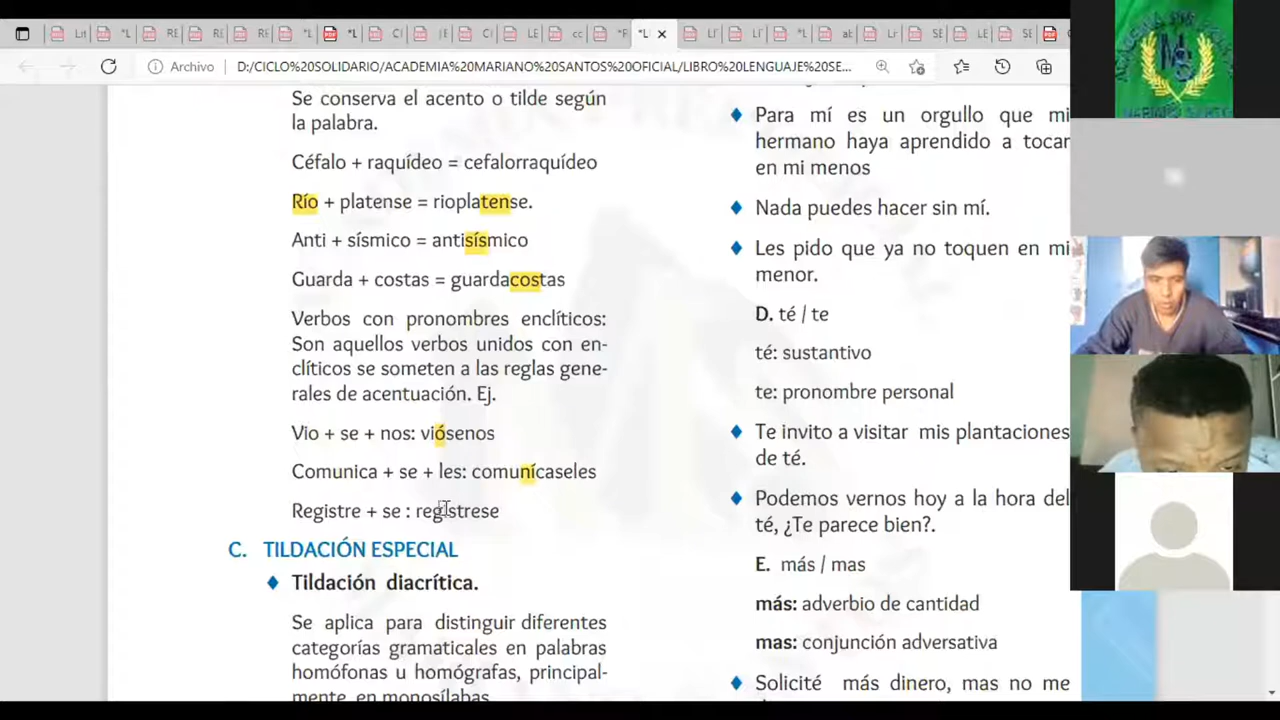 Archivo
D:/CICLO%20SOLIDARIO/ACADEMIA%20MARIANO%20SANTOS%20OFICIAL/LIBRO%20LENGUAJE%20SE...
Se conserva el acento o tilde según
la palabra.
Céfalo + raquídeo = cefalorraquídeo
Río + platense = rioplatense.
Anti + sísmico = antisísmico
Guarda + costas = guardacostas
Verbos con pronombres enclíticos:
Son aquellos verbos unidos con en-
clíticos se someten a las reglas gene-
rales de acentuación. Ej.
Vio + se + nos: viósenos
Comunica + se + les: comunícaseles
Registre + se : regístrese
C. TILDACIÓN ESPECIAL
Tildación diacrítica.
Se aplica para distinguir diferentes
categorías gramaticales en palabras
homófonas u homógrafas, principal-
mente, en monosílabas
Para mí es un orgullo que mi
hermano haya aprendido a tocar
en mi menos
Nada puedes hacer sin mí.
Les pido que ya no toquen en mi
menor.
D. té / te
té: sustantivo
te: pronombre personal
Te invito a visitar mis plantaciones
de té.
Podemos vernos hoy a la hora del
té, ¿Te parece bien?.
E. más / mas
más: adverbio de cantidad
mas: conjunción adversativa
Solicité más dinero, mas no me